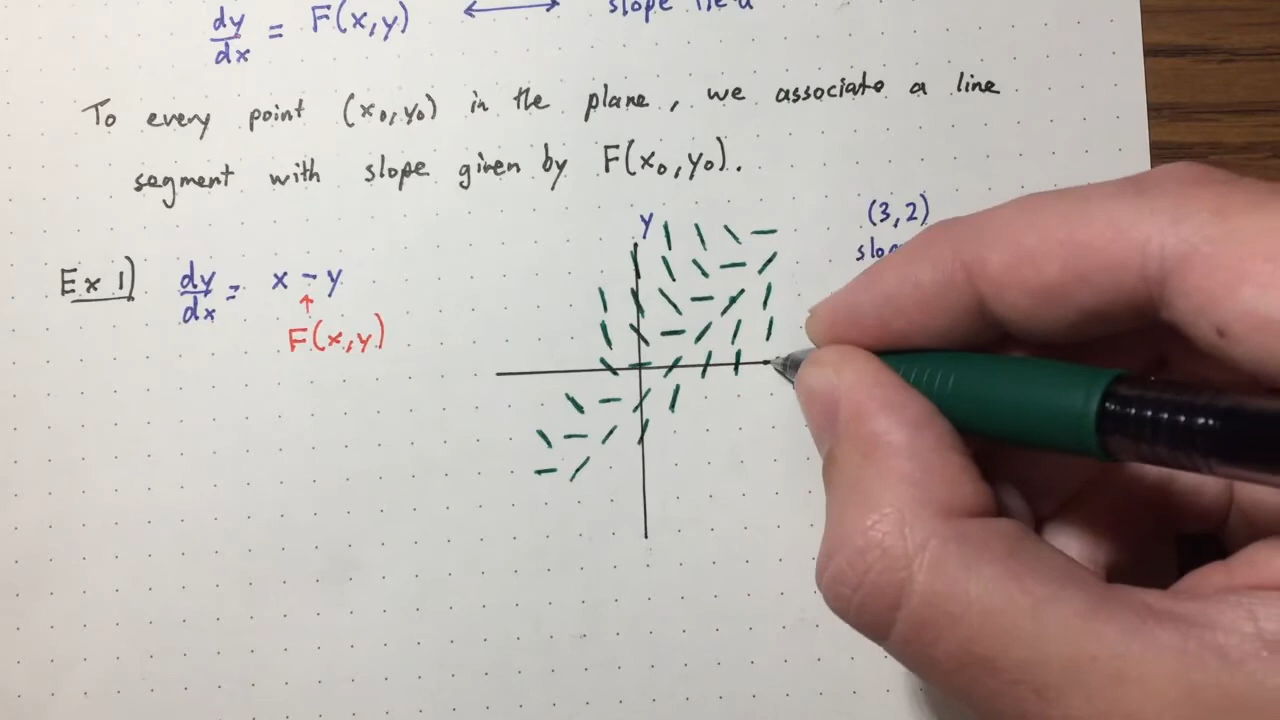 dy/dx = F(x,y) ⟷ slope field
To every point (x₀,y₀) in the plane, we associate a line
segment with slope given by F(x₀,y₀).
Ex 1) dy/dx = x - y
↑
F(x,y)
y
(3,2)